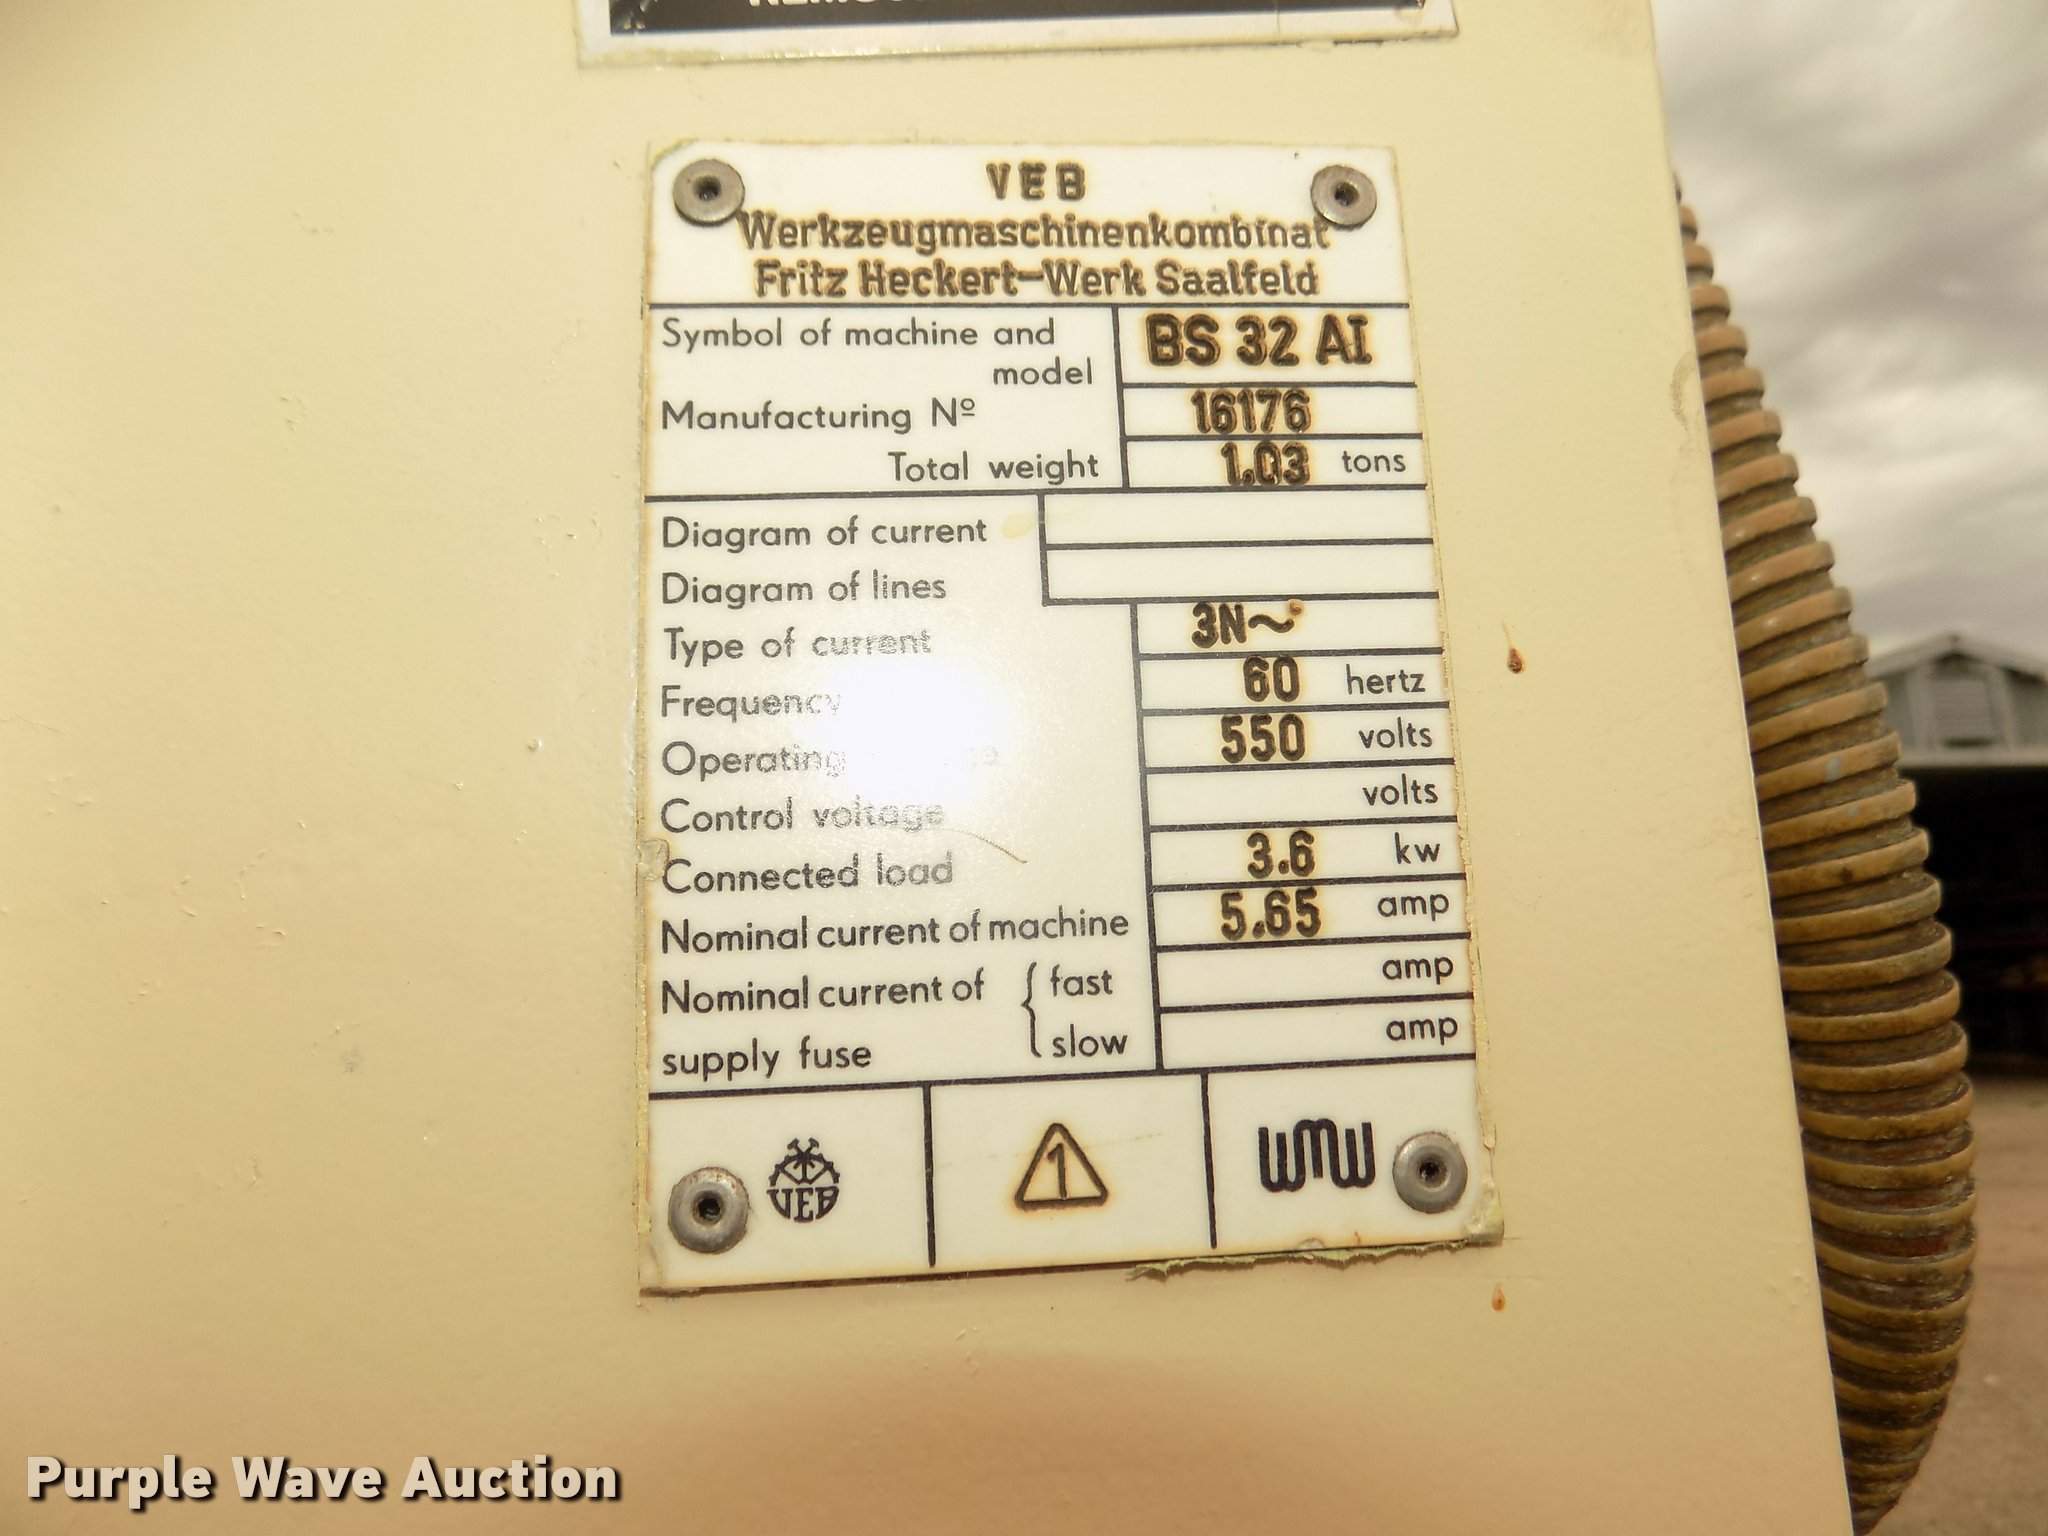 VEB
Werkzeugmaschinenkombinat
Fritz Heckert-Werk Saalfeld
Symbol of machine and
model
BS 32 AI
Manufacturing Nº 16176
Total weight 1.03 tons
Diagram of current
Diagram of lines
Type of current 3N~
Frequency 60 hertz
Operating 550 volts
Control voltage volts
Connected load 3.6 kw
Nominal current of machine 5.65 amp
Nominal current of { fast amp
supply fuse slow amp
VEB
1
WMW
Purple Wave Auction